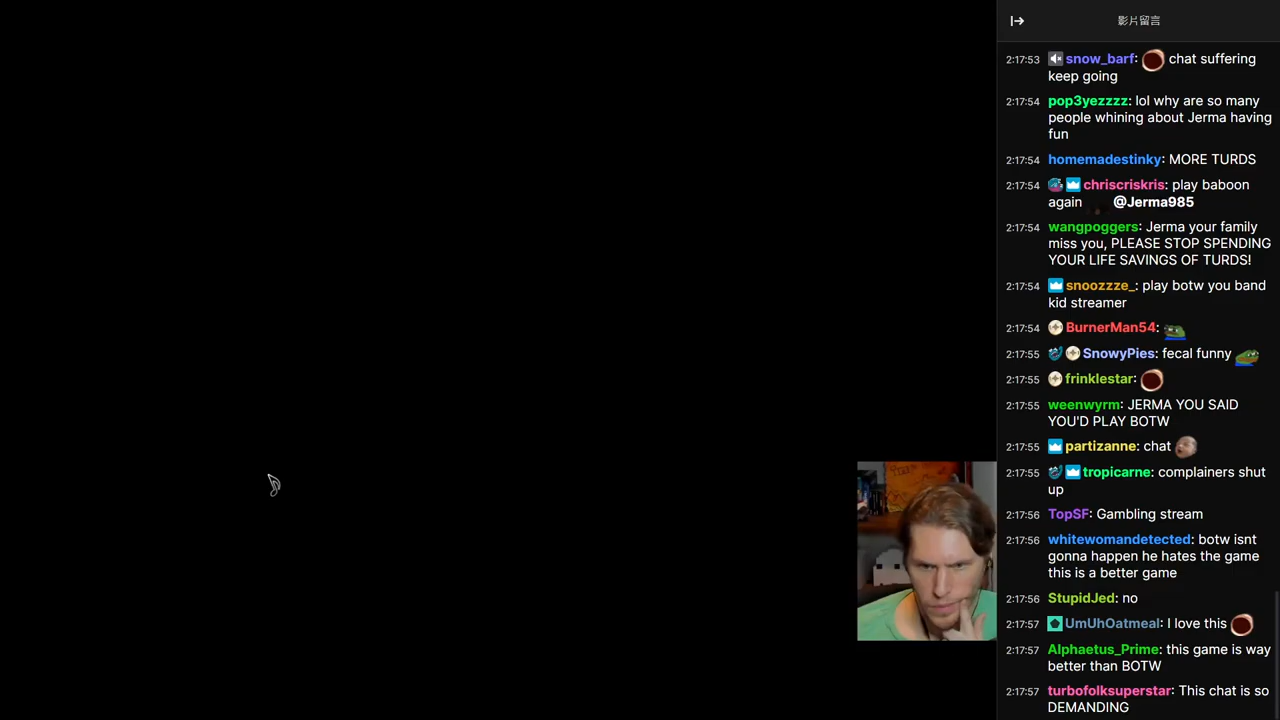 影片留言
2:17:53 snow_barf: chat suffering
keep going
2:17:54 pop3yezzzz: lol why are so many
people whining about Jerma having
fun
2:17:54 homemadestinky: MORE TURDS
2:17:54 chriscriskris: play baboon
again @Jerma985
2:17:54 wangpoggers: Jerma your family
miss you, PLEASE STOP SPENDING
YOUR LIFE SAVINGS OF TURDS!
2:17:54 snoozzze_: play botw you band
kid streamer
2:17:54 BurnerMan54:
2:17:55 SnowyPies: fecal funny
2:17:55 frinklestar:
2:17:55 weenwyrm: JERMA YOU SAID
YOU'D PLAY BOTW
2:17:55 partizanne: chat
2:17:55 tropicarne: complainers shut
up
2:17:56 TopSF: Gambling stream
2:17:56 whitewomandetected: botw isnt
gonna happen he hates the game
this is a better game
2:17:56 StupidJed: no
2:17:57 UmUhOatmeal: I love this
2:17:57 Alphaetus_Prime: this game is way
better than BOTW
2:17:57 turbofolksuperstar: This chat is so
DEMANDING